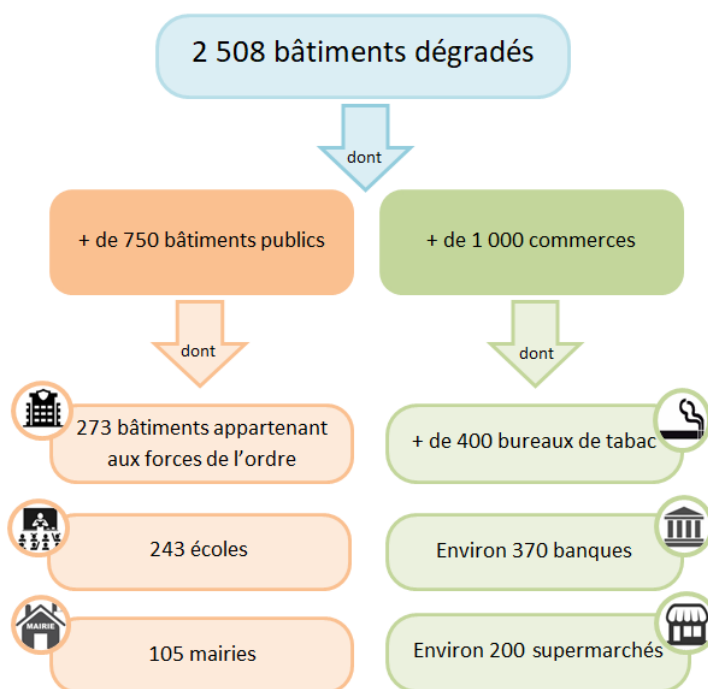 2 508 bâtiments dégradés
dont
+ de 750 bâtiments publics
+ de 1 000 commerces
dont
dont
273 bâtiments appartenant
aux forces de l’ordre
+ de 400 bureaux de tabac
243 écoles
Environ 370 banques
MAIRIE
105 mairies
Environ 200 supermarchés